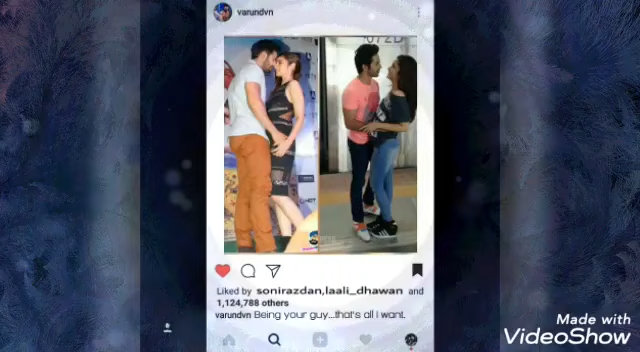 varundvn
Liked by sonirazdan,laali_dhawan and
1,124,788 others
varundvn Being your guy...that's all I want.
Made with
VideoShow